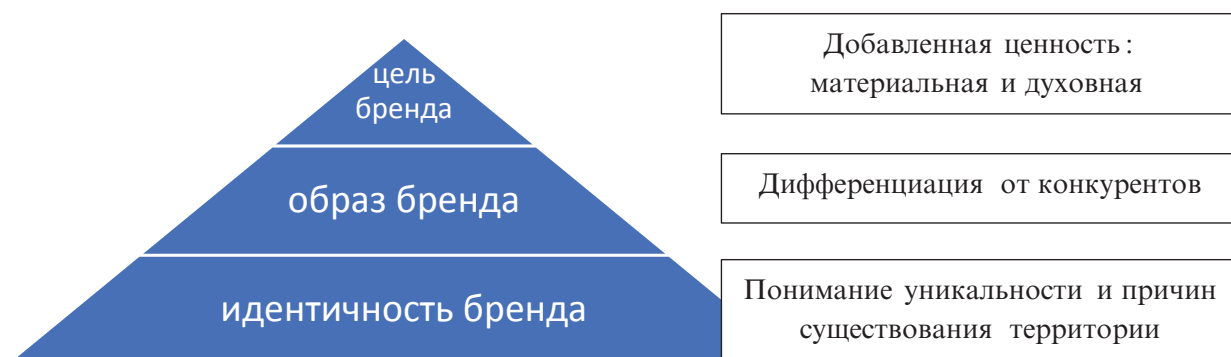 цель
бренда
Добавленная ценность:
материальная и духовная
образ бренда
Дифференциация от конкурентов
идентичность бренда
Понимание уникальности и причин
существования территории